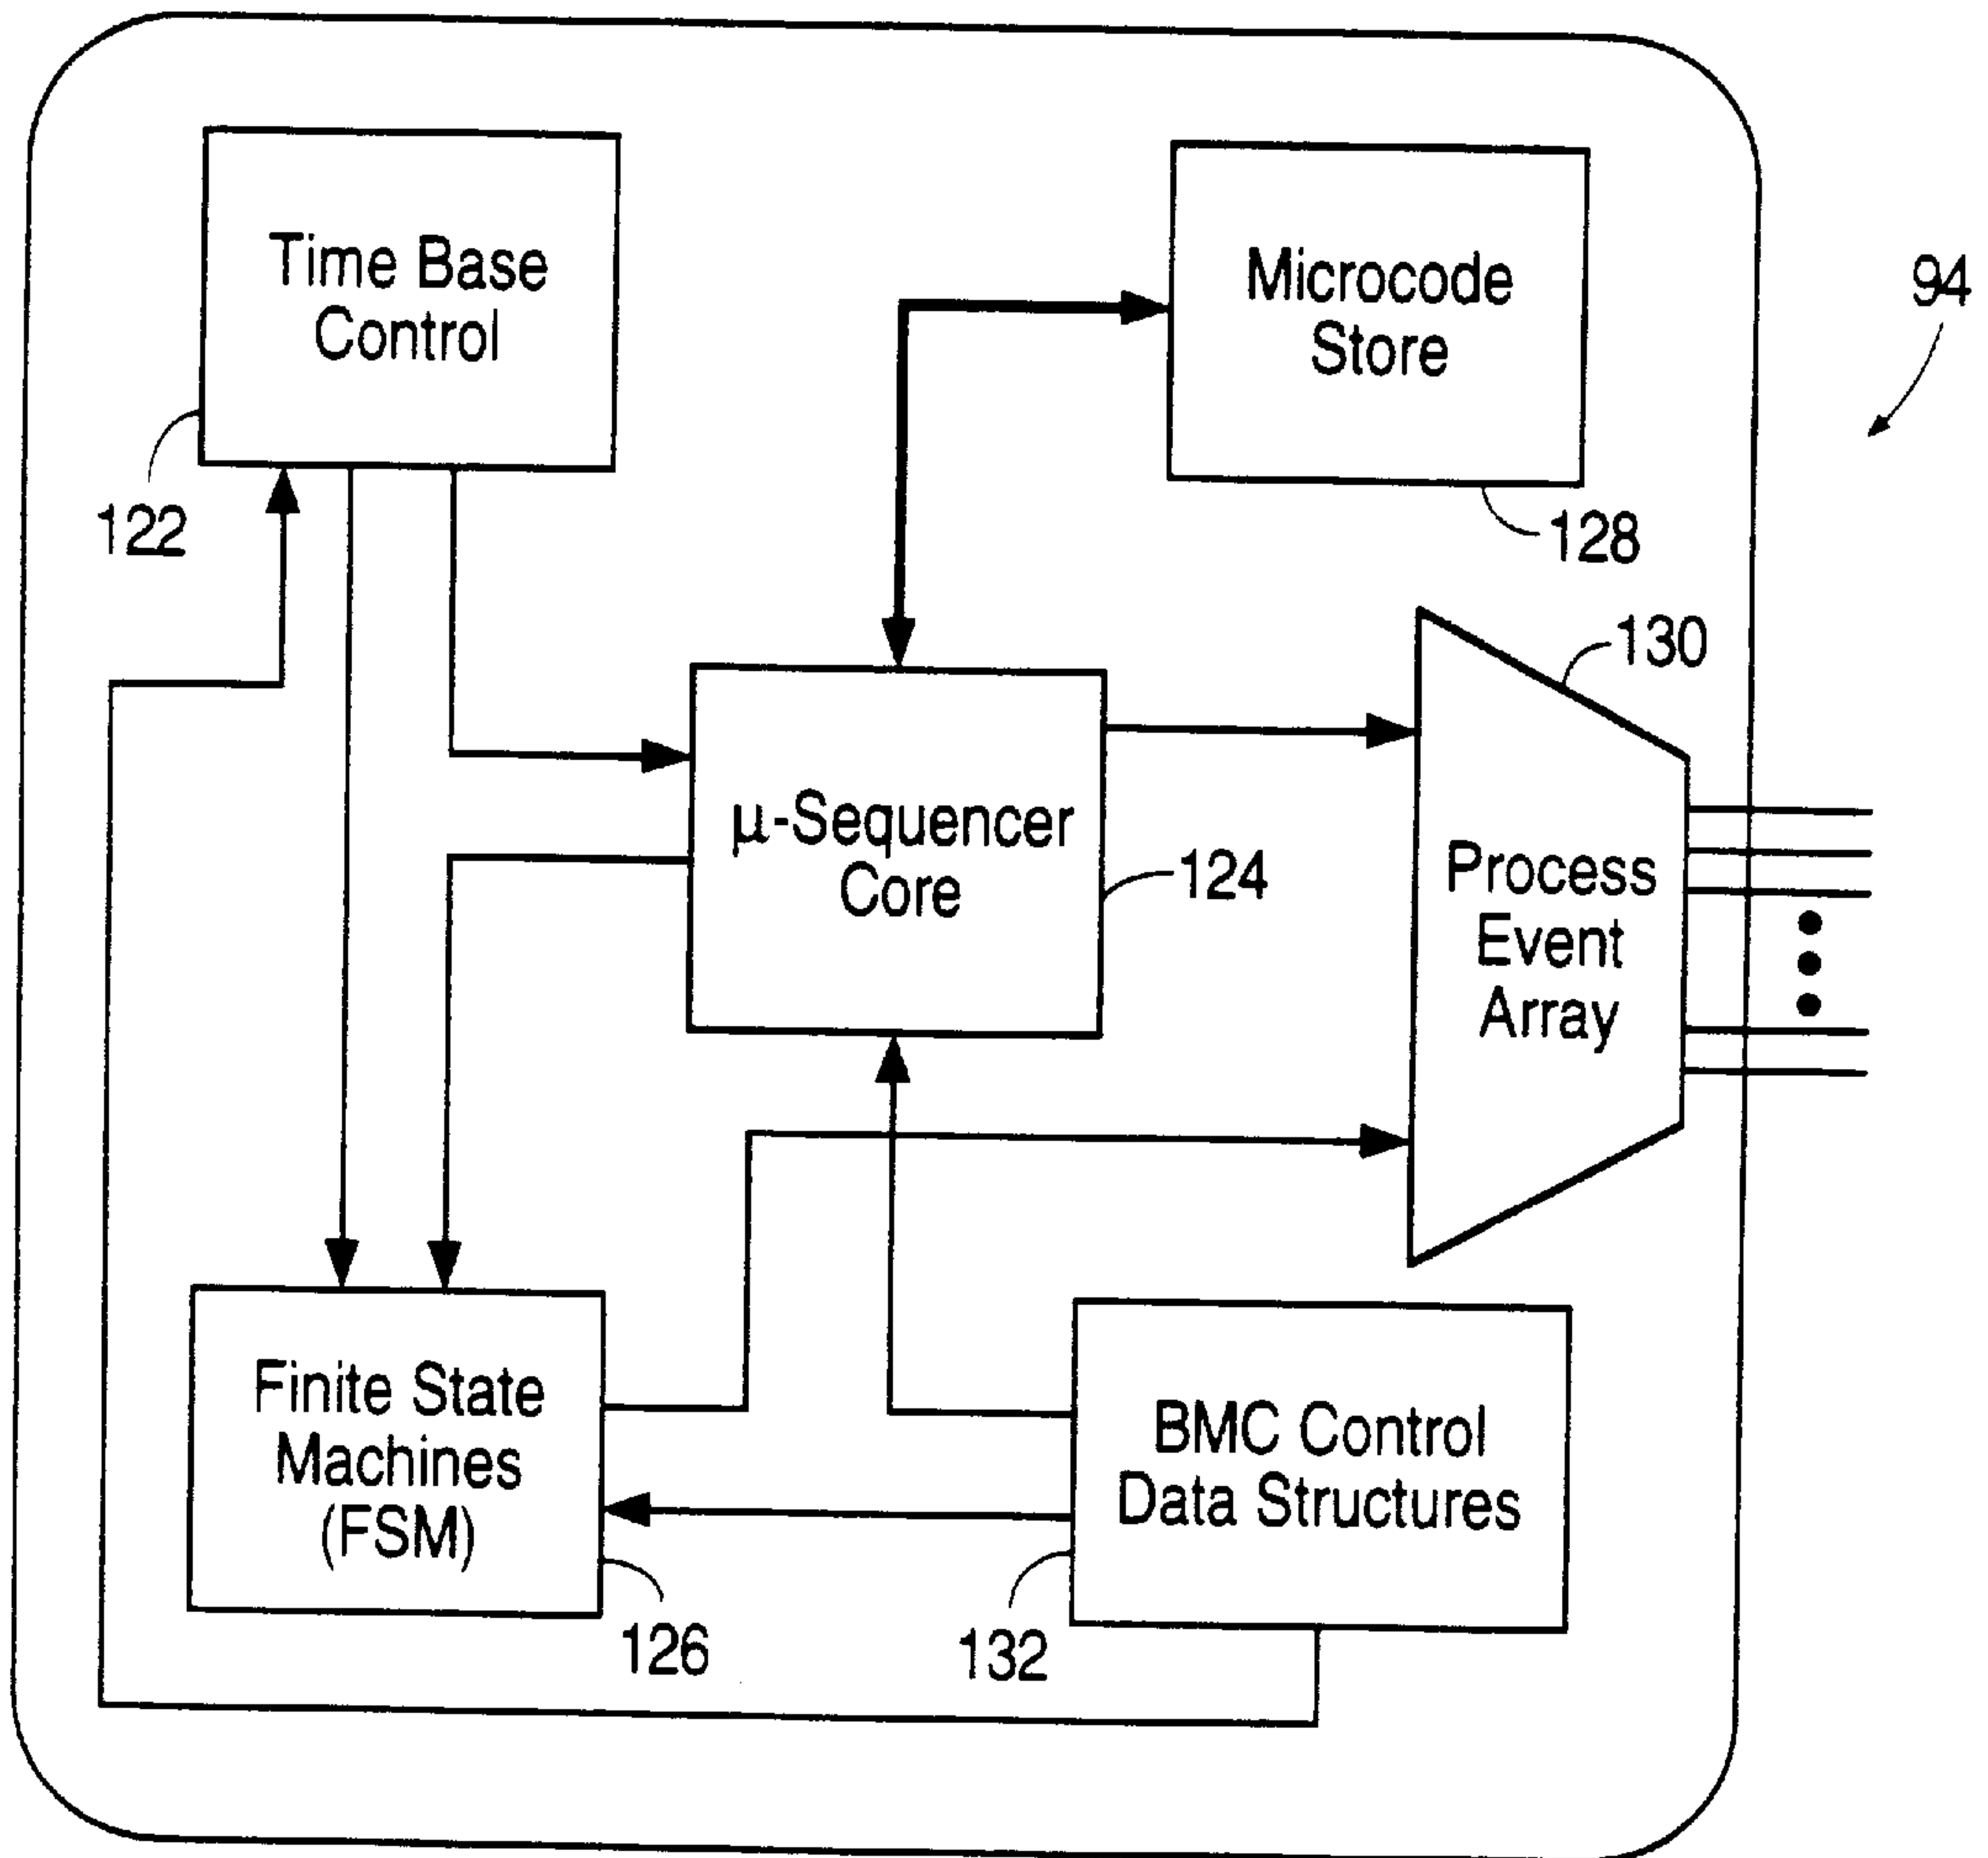 Time Base
Control
122
Microcode
Store
128
94
130
µ-Sequencer
Core
124
Process
Event
Array
Finite State
Machines
(FSM)
126
BMC Control
Data Structures
132